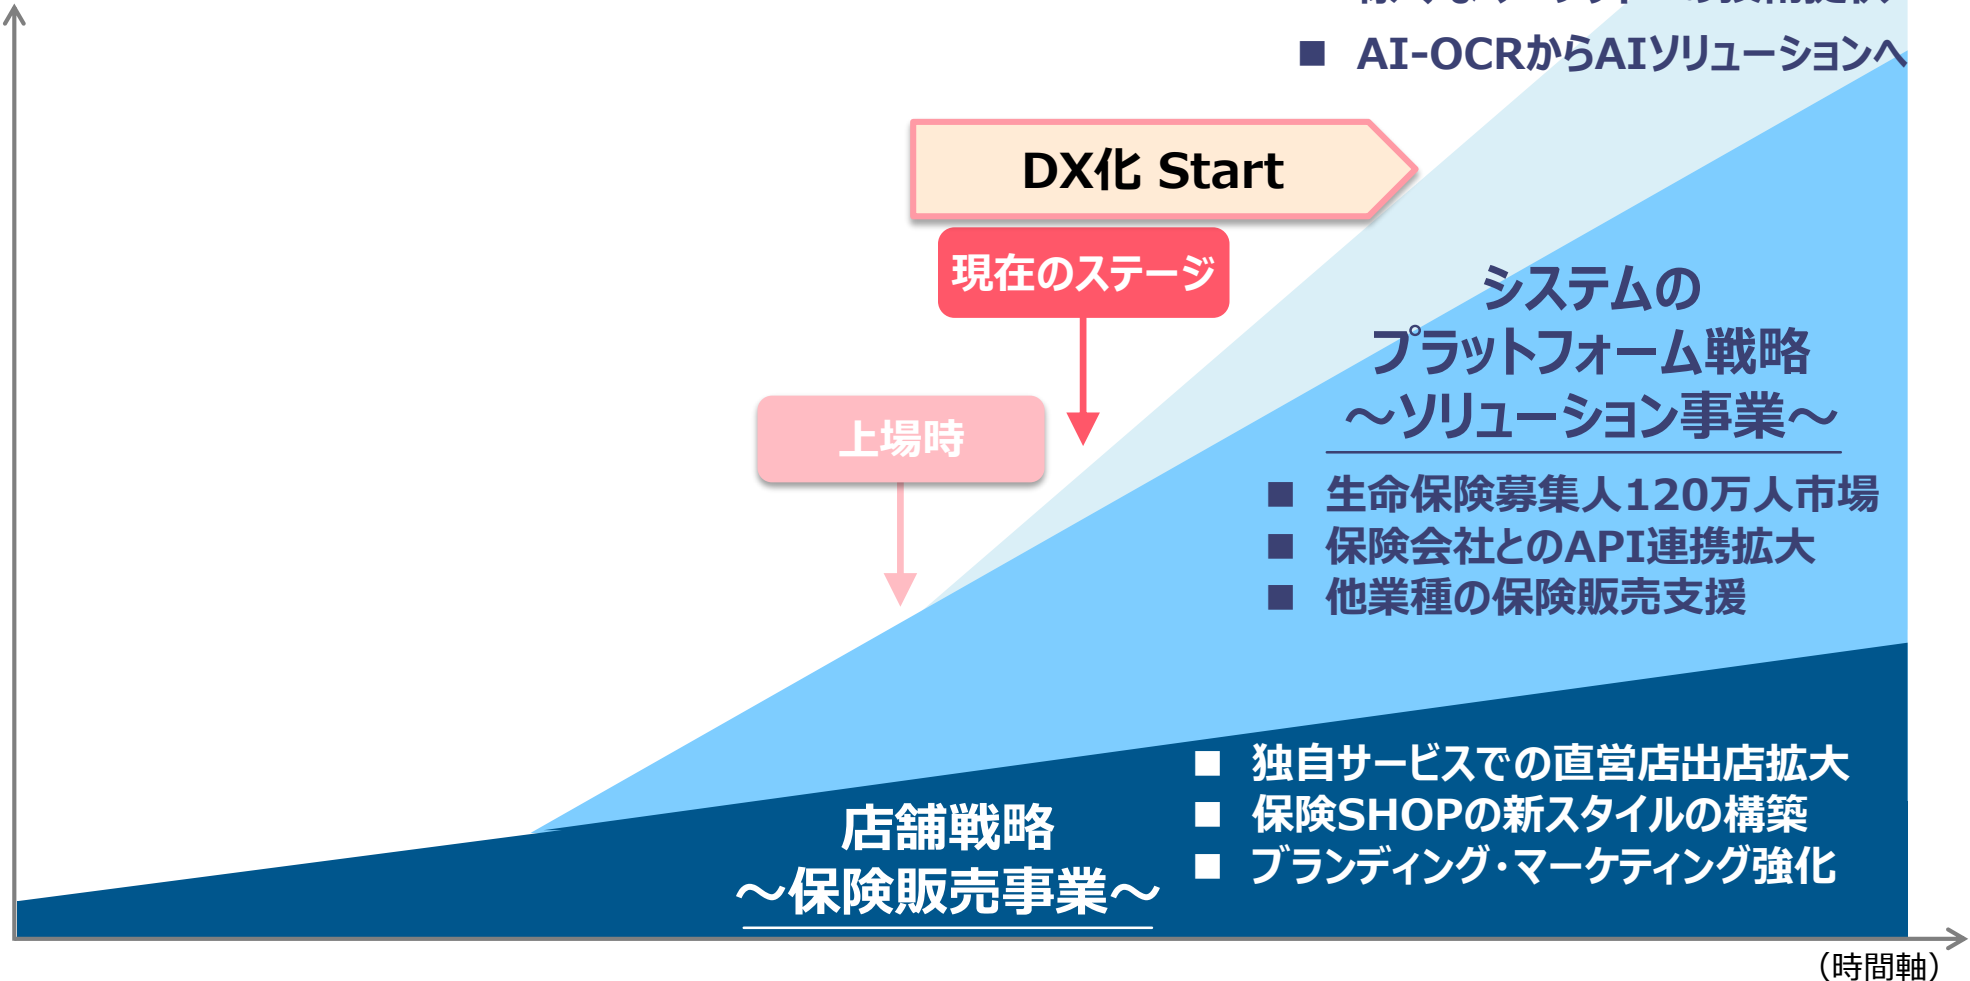 ■ AI-OCRからAIソリューションへ
DX化 Start
現在のステージ
上場時
システムの
プラットフォーム戦略
～ソリューション事業～
■ 生命保険募集人120万人市場
■ 保険会社とのAPI連携拡大
■ 他業種の保険販売支援
■ 独自サービスでの直営店出店拡大
■ 保険SHOPの新スタイルの構築
■ ブランディング・マーケティング強化
店舗戦略
～保険販売事業～
（時間軸）